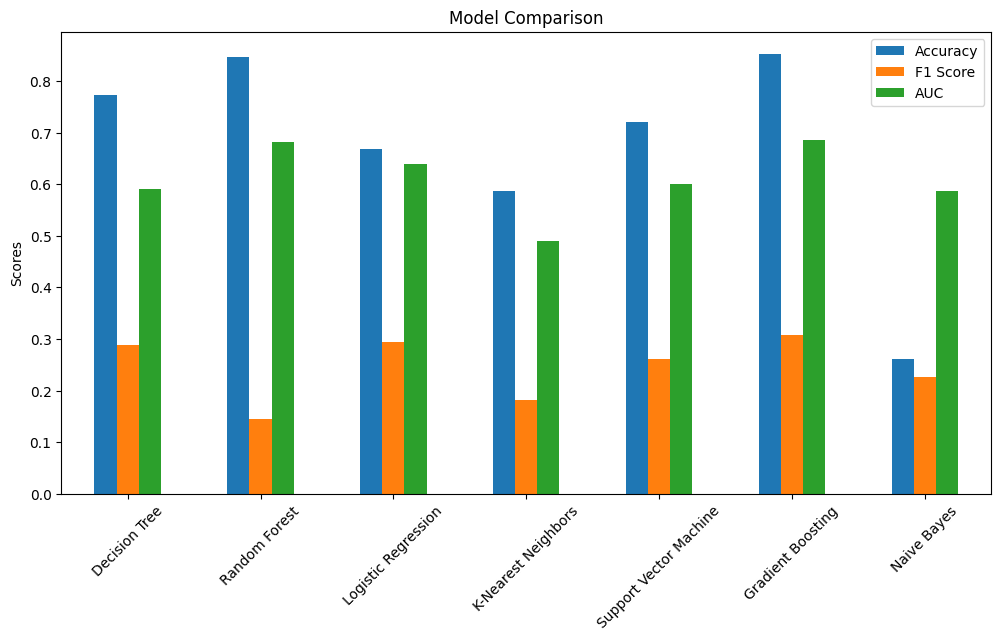 Model Comparison
Accuracy
F1 Score
AUC
Scores
0.8
0.7
0.6
0.5
0.4
0.3
0.2
0.1
0.0
Decision Tree
Random Forest
Logistic Regression
K-Nearest Neighbors
Support Vector Machine
Gradient Boosting
Naive Bayes